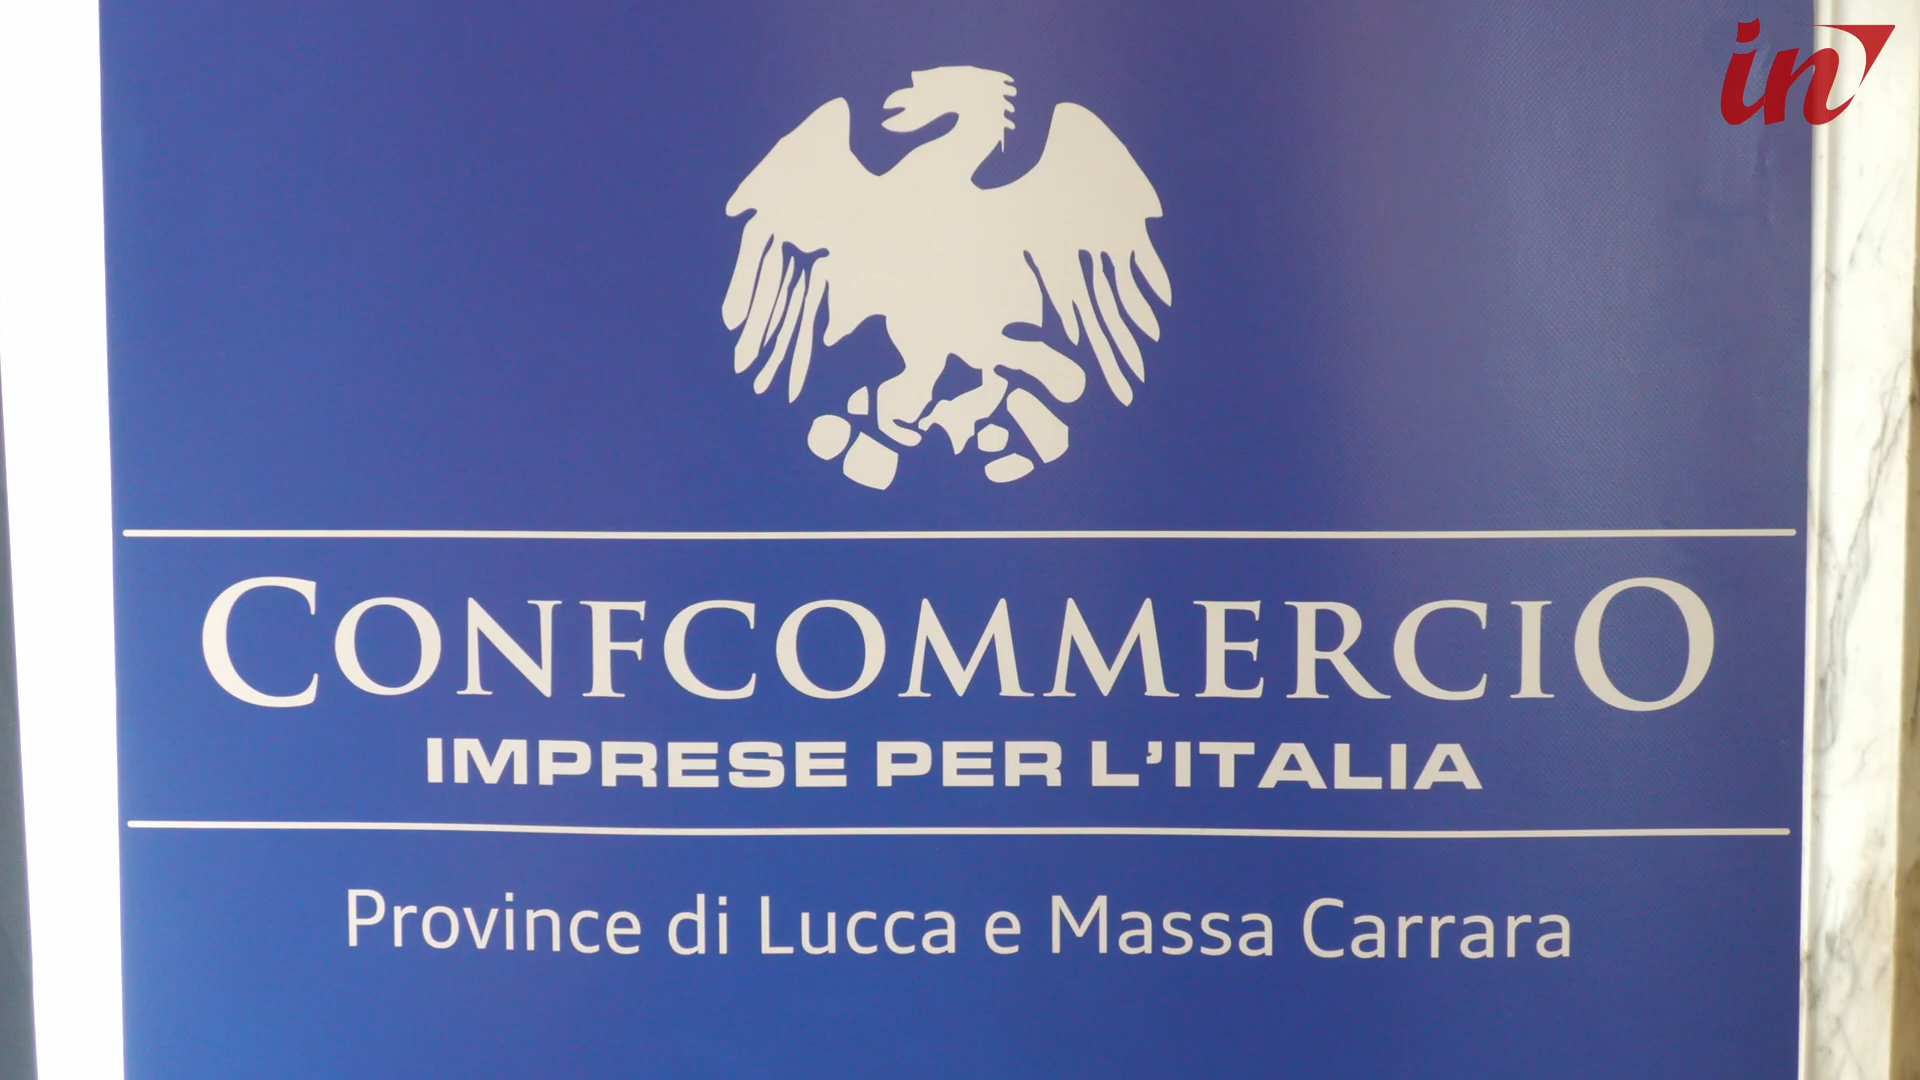 in
CONFCOMMERCIO
IMPRESE PER L'ITALIA
Province di Lucca e Massa Carrara